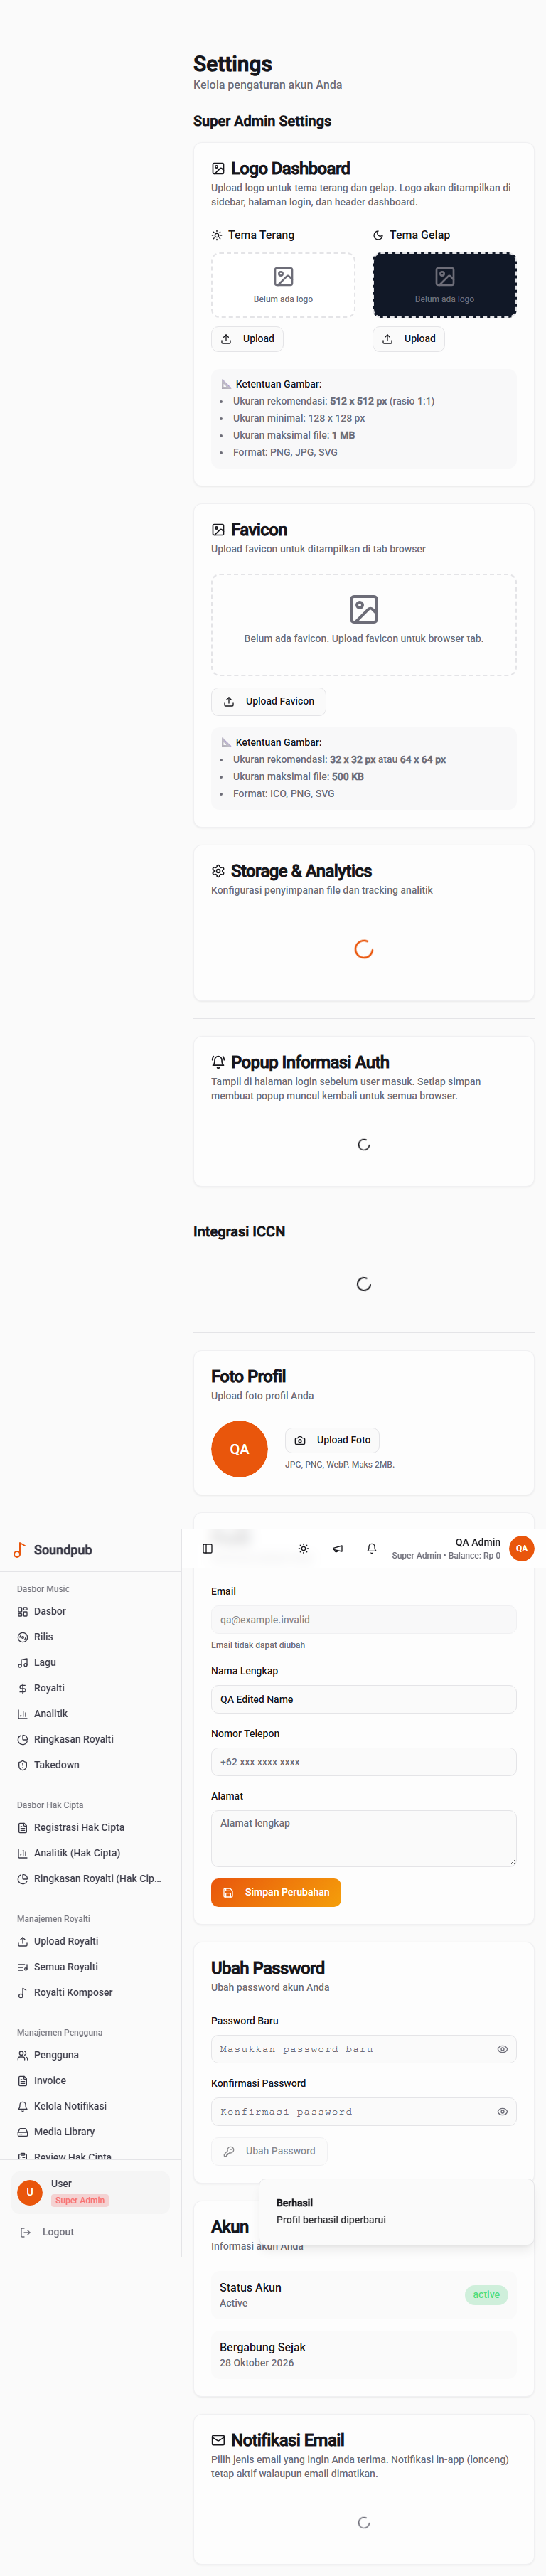 Settings
Kelola pengaturan akun Anda
Super Admin Settings
Logo Dashboard
Upload logo untuk tema terang dan gelap. Logo akan ditampilkan di
sidebar, halaman login, dan header dashboard.
Tema Terang
Tema Gelap
Belum ada logo
Belum ada logo
Upload
Upload
📐 Ketentuan Gambar:
• Ukuran rekomendasi: 512 x 512 px (rasio 1:1)
• Ukuran minimal: 128 x 128 px
• Ukuran maksimal file: 1 MB
• Format: PNG, JPG, SVG
Favicon
Upload favicon untuk ditampilkan di tab browser
Belum ada favicon. Upload favicon untuk browser tab.
Upload Favicon
📐 Ketentuan Gambar:
• Ukuran rekomendasi: 32 x 32 px atau 64 x 64 px
• Ukuran maksimal file: 500 KB
• Format: ICO, PNG, SVG
Storage & Analytics
Konfigurasi penyimpanan file dan tracking analitik
Popup Informasi Auth
Tampil di halaman login sebelum user masuk. Setiap simpan
membuat popup muncul kembali untuk semua browser.
Integrasi ICCN
Foto Profil
Upload foto profil Anda
QA
Upload Foto
JPG, PNG, WebP. Maks 2MB.
Soundpub
QA Admin
Super Admin • Balance: Rp 0
QA
Dasbor Music
Dasbor
Rilis
Lagu
Royalti
Analitik
Ringkasan Royalti
Takedown
Dasbor Hak Cipta
Registrasi Hak Cipta
Analitik (Hak Cipta)
Ringkasan Royalti (Hak Cip...
Manajemen Royalti
Upload Royalti
Semua Royalti
Royalti Komposer
Manajemen Pengguna
Pengguna
Invoice
Kelola Notifikasi
Media Library
Review Hak Cipta
U
User
Super Admin
Logout
Email
qa@example.invalid
Email tidak dapat diubah
Nama Lengkap
QA Edited Name
Nomor Telepon
+62 xxx xxxx xxxx
Alamat
Alamat lengkap
Simpan Perubahan
Ubah Password
Ubah password akun Anda
Password Baru
Masukkan password baru
Konfirmasi Password
Konfirmasi password
Ubah Password
Berhasil
Profil berhasil diperbarui
Akun
Informasi akun Anda
Status Akun
Active
active
Bergabung Sejak
28 Oktober 2026
Notifikasi Email
Pilih jenis email yang ingin Anda terima. Notifikasi in-app (lonceng)
tetap aktif walaupun email dimatikan.